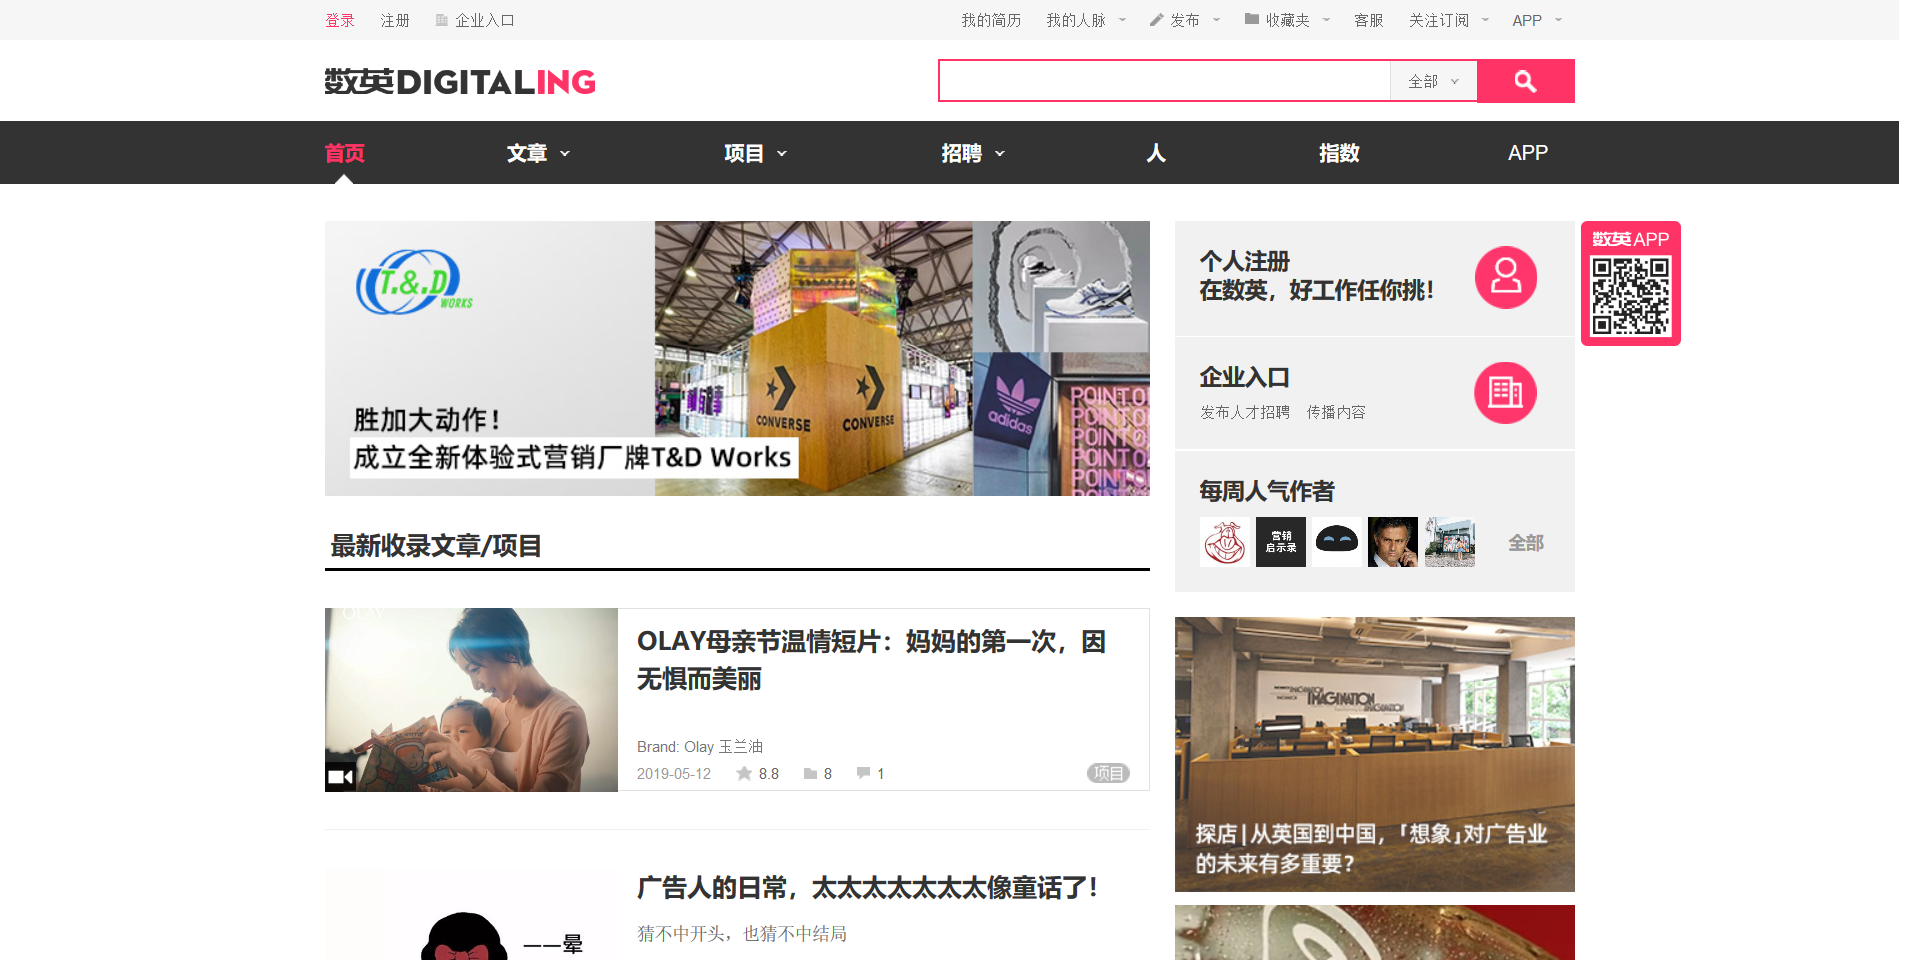 登录 注册 企业入口 我的简历 我的人脉 发布 收藏夹 客服 关注订阅 APP
数英DIGITALING
全部
首页 文章 项目 招聘 人 指数 APP
T.&.D
WORKS
CONVERSE CONVERSE
adidas
POINT O
POINT O
POINT O
POINT O
POINT O
POINT O
胜加大动作！
成立全新体验式营销厂牌T&D Works
个人注册
在数英，好工作任你挑！
数英APP
企业入口
发布人才招聘 传播内容
每周人气作者
营销
启示录
全部
最新收录文章/项目
OLAY
OLAY母亲节温情短片：妈妈的第一次，因
无惧而美丽
Brand: Olay 玉兰油
2019-05-12 8.8 8 1 项目
IMAGINATION
探店|从英国到中国，「想象」对广告业
的未来有多重要？
广告人的日常，太太太太太太太像童话了！
猜不中开头，也猜不中结局
——晕